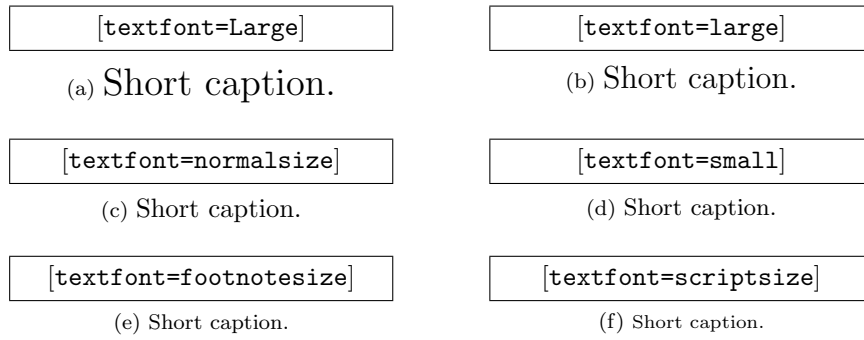 [textfont=Large]
(a) Short caption.
[textfont=large]
(b) Short caption.
[textfont=normalsize]
(c) Short caption.
[textfont=small]
(d) Short caption.
[textfont=footnotesize]
(e) Short caption.
[textfont=scriptsize]
(f) Short caption.